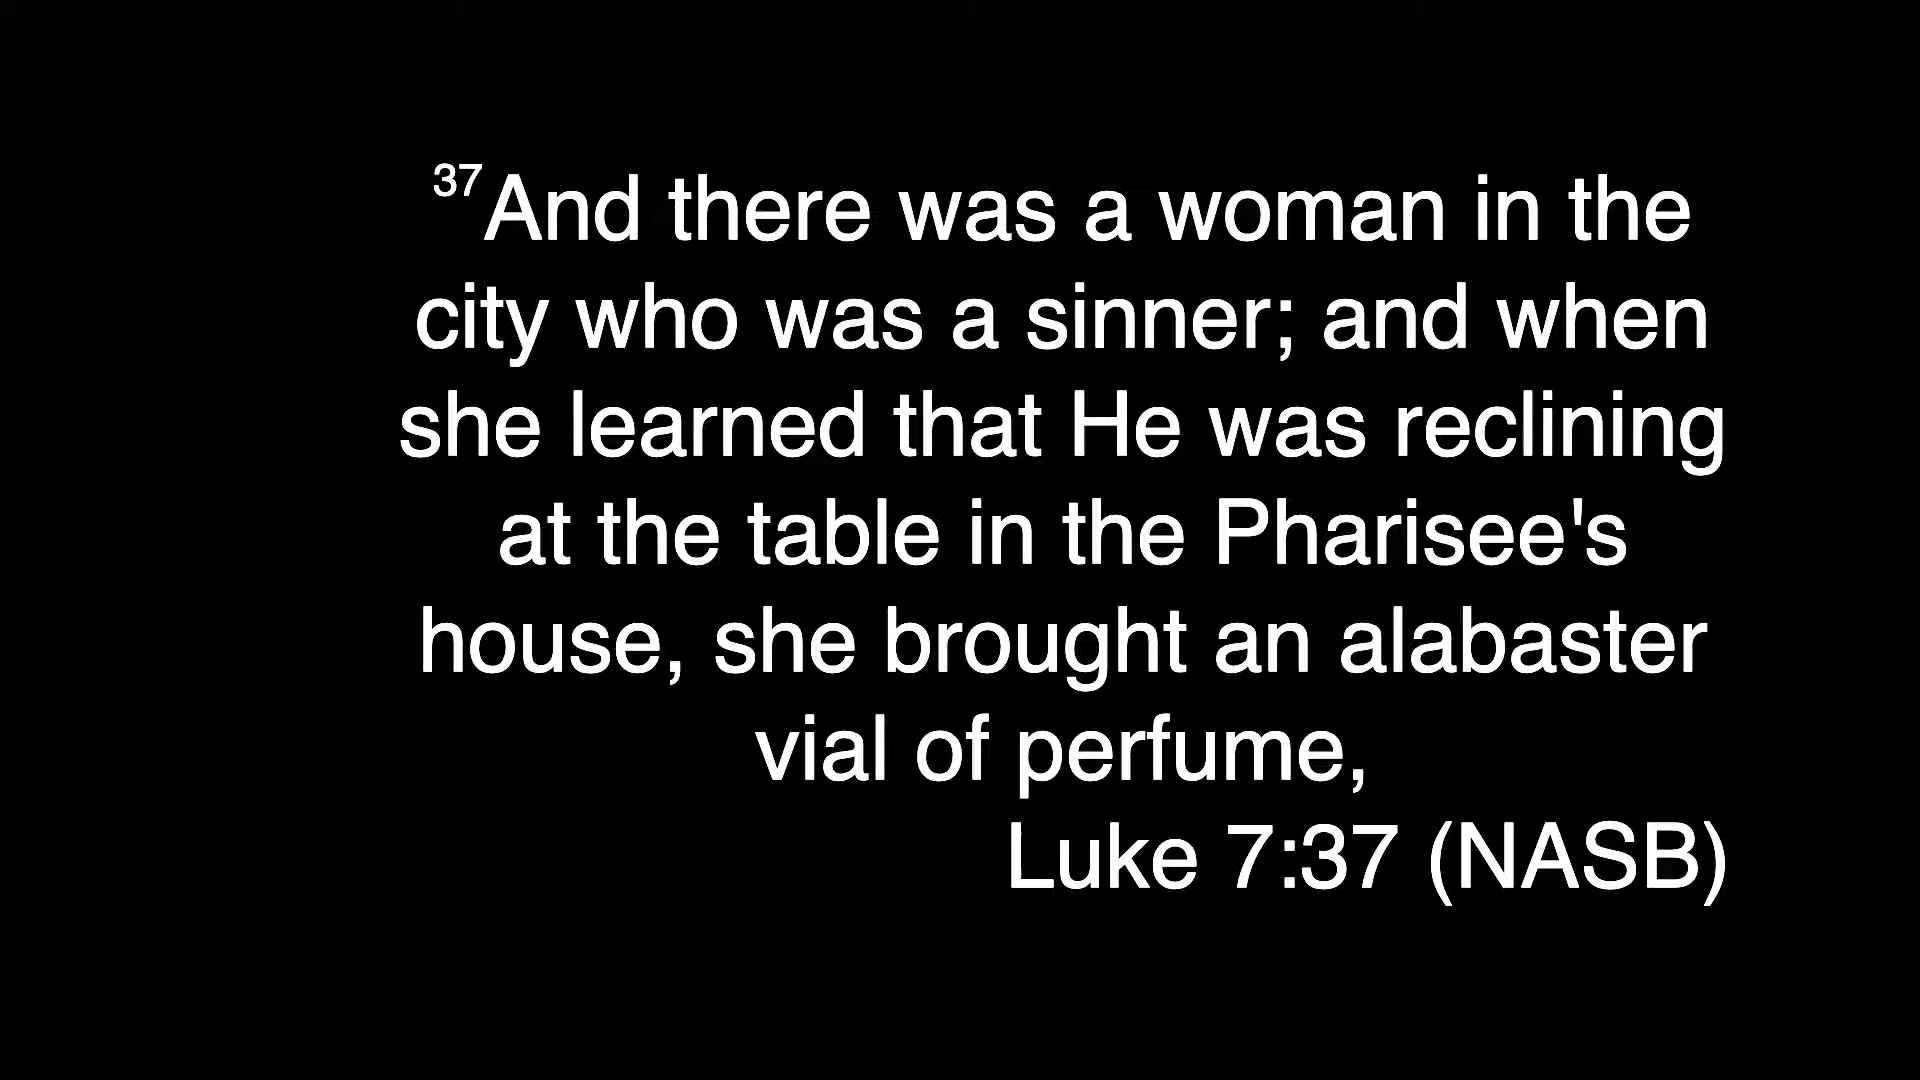 37And there was a woman in the
city who was a sinner; and when
she learned that He was reclining
at the table in the Pharisee's
house, she brought an alabaster
vial of perfume,
Luke 7:37 (NASB)